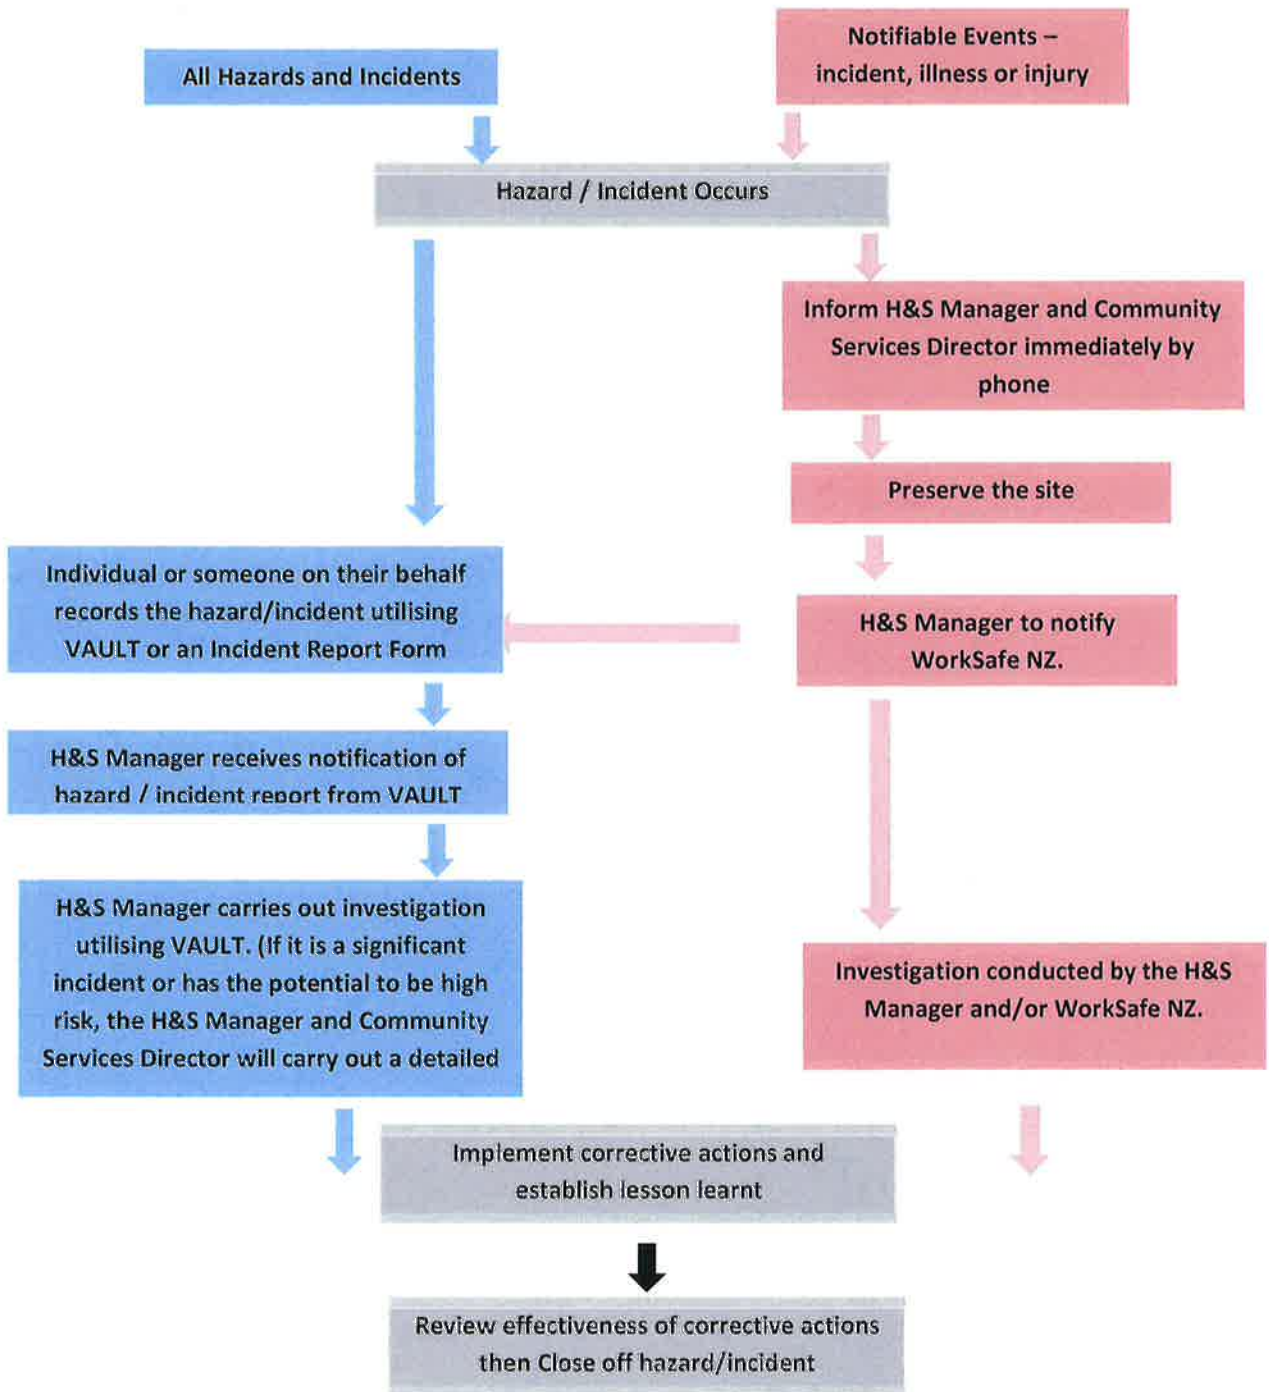 All Hazards and Incidents
Notifiable Events –
incident, illness or injury
Hazard / Incident Occurs
Inform H&S Manager and Community
Services Director immediately by
phone
Preserve the site
Individual or someone on their behalf
records the hazard/incident utilising
VAULT or an Incident Report Form
H&S Manager to notify
WorkSafe NZ.
H&S Manager receives notification of
hazard / incident report from VAULT
H&S Manager carries out investigation
utilising VAULT. (If it is a significant
incident or has the potential to be high
risk, the H&S Manager and Community
Services Director will carry out a detailed
Investigation conducted by the H&S
Manager and/or WorkSafe NZ.
Implement corrective actions and
establish lesson learnt
Review effectiveness of corrective actions
then Close off hazard/incident